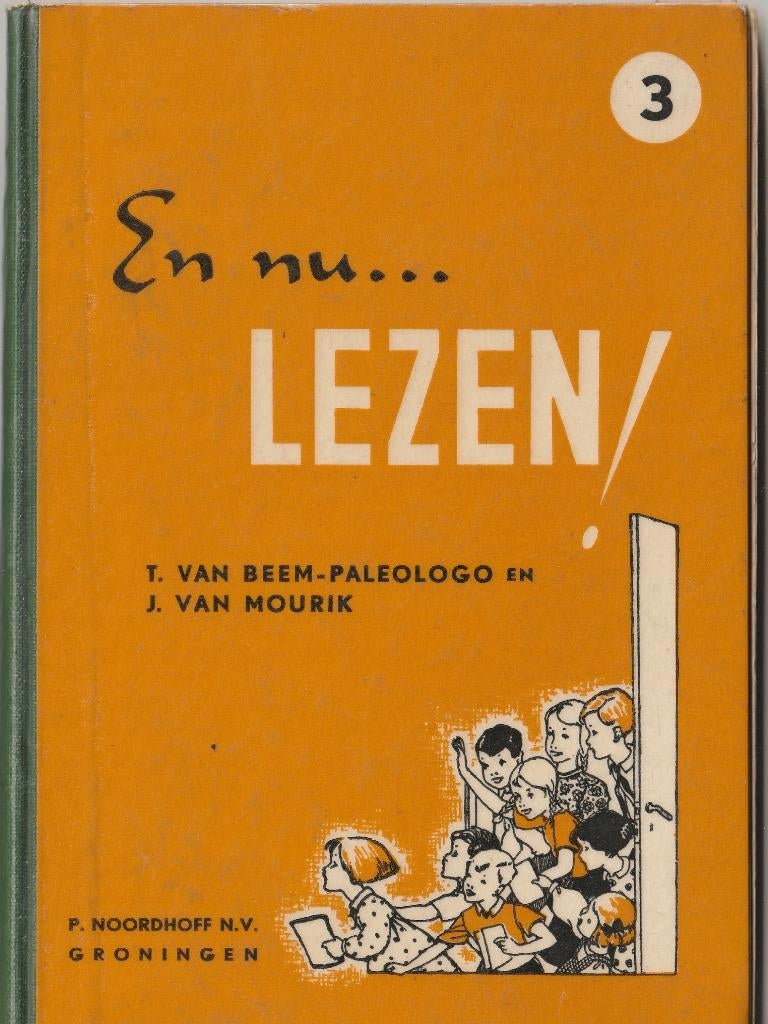 3
En nu...
LEZEN!
T. VAN BEEM-PALEOLOGO EN
J. VAN MOURIK
P. NOORDHOFF N.V.
GRONINGEN